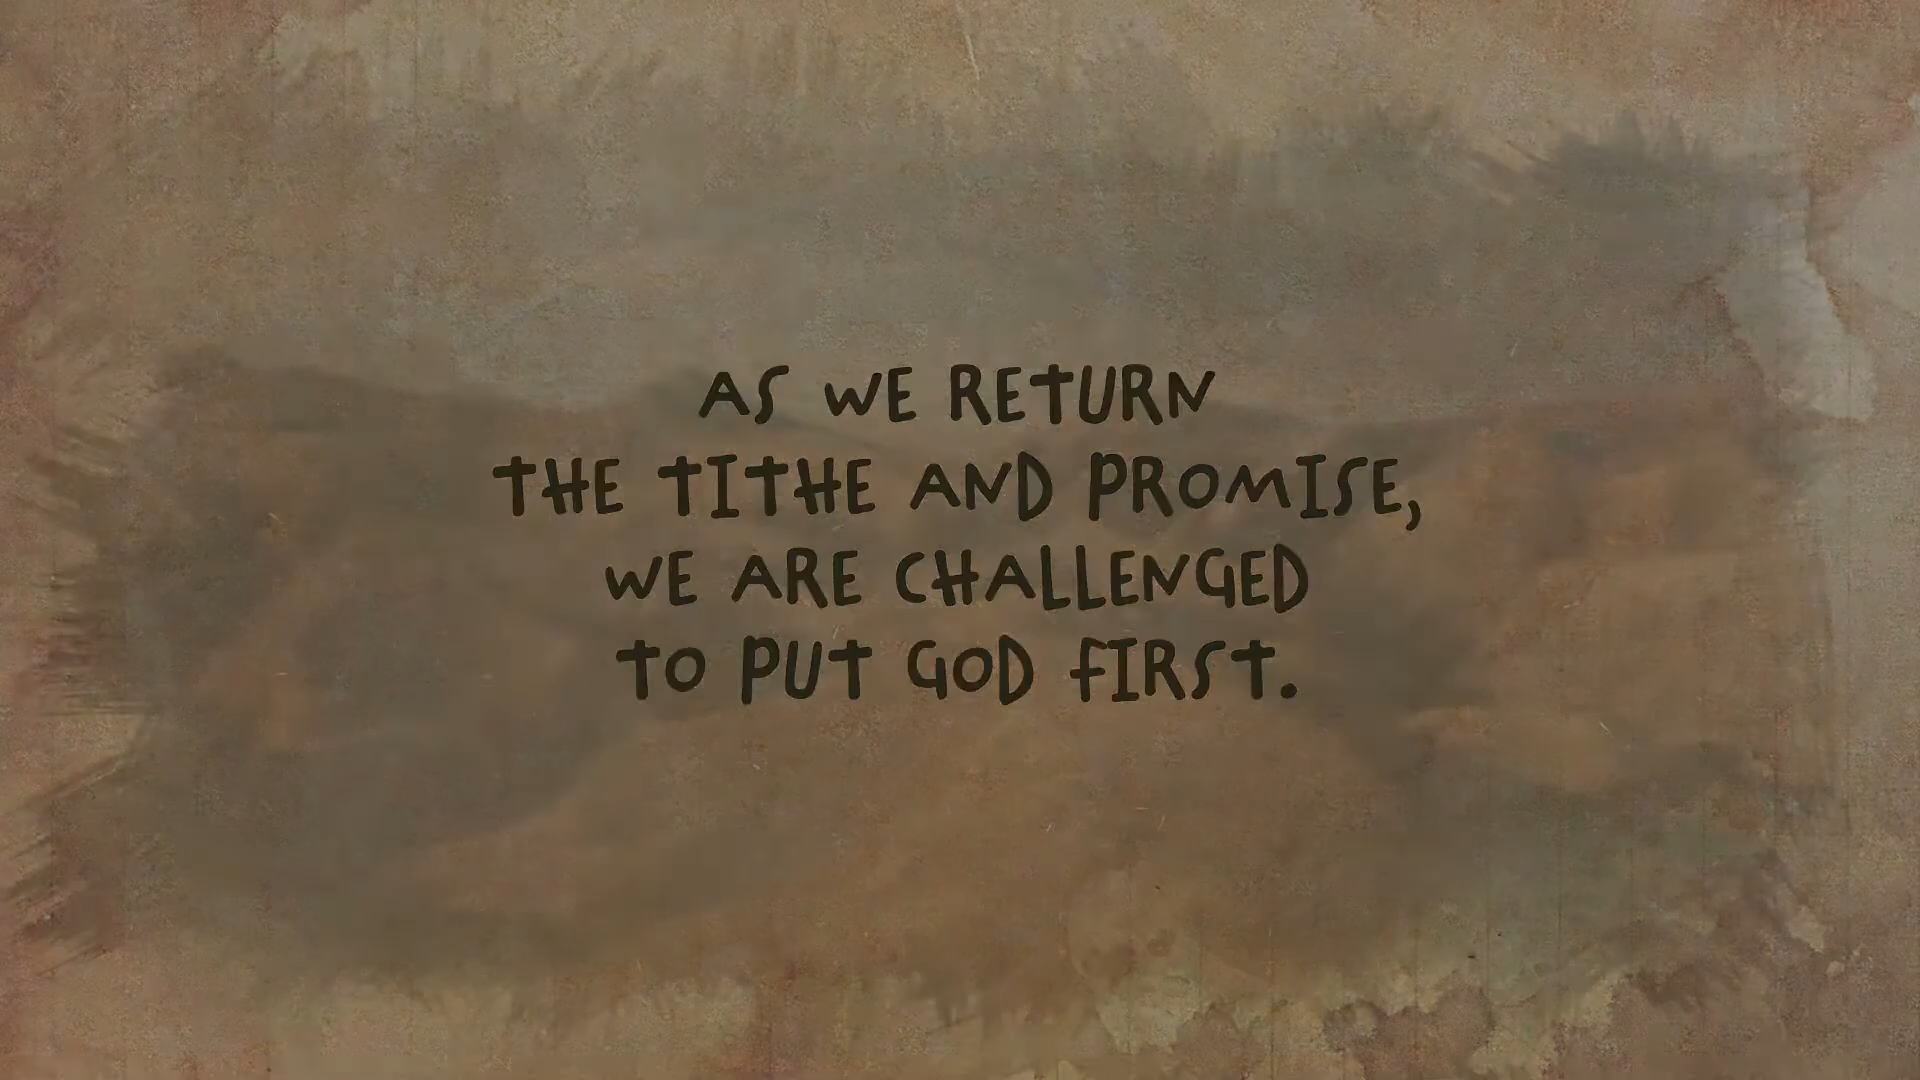 AS WE RETURN
THE TITHE AND PROMISE,
WE ARE CHALLENGED
TO PUT GOD FIRST.